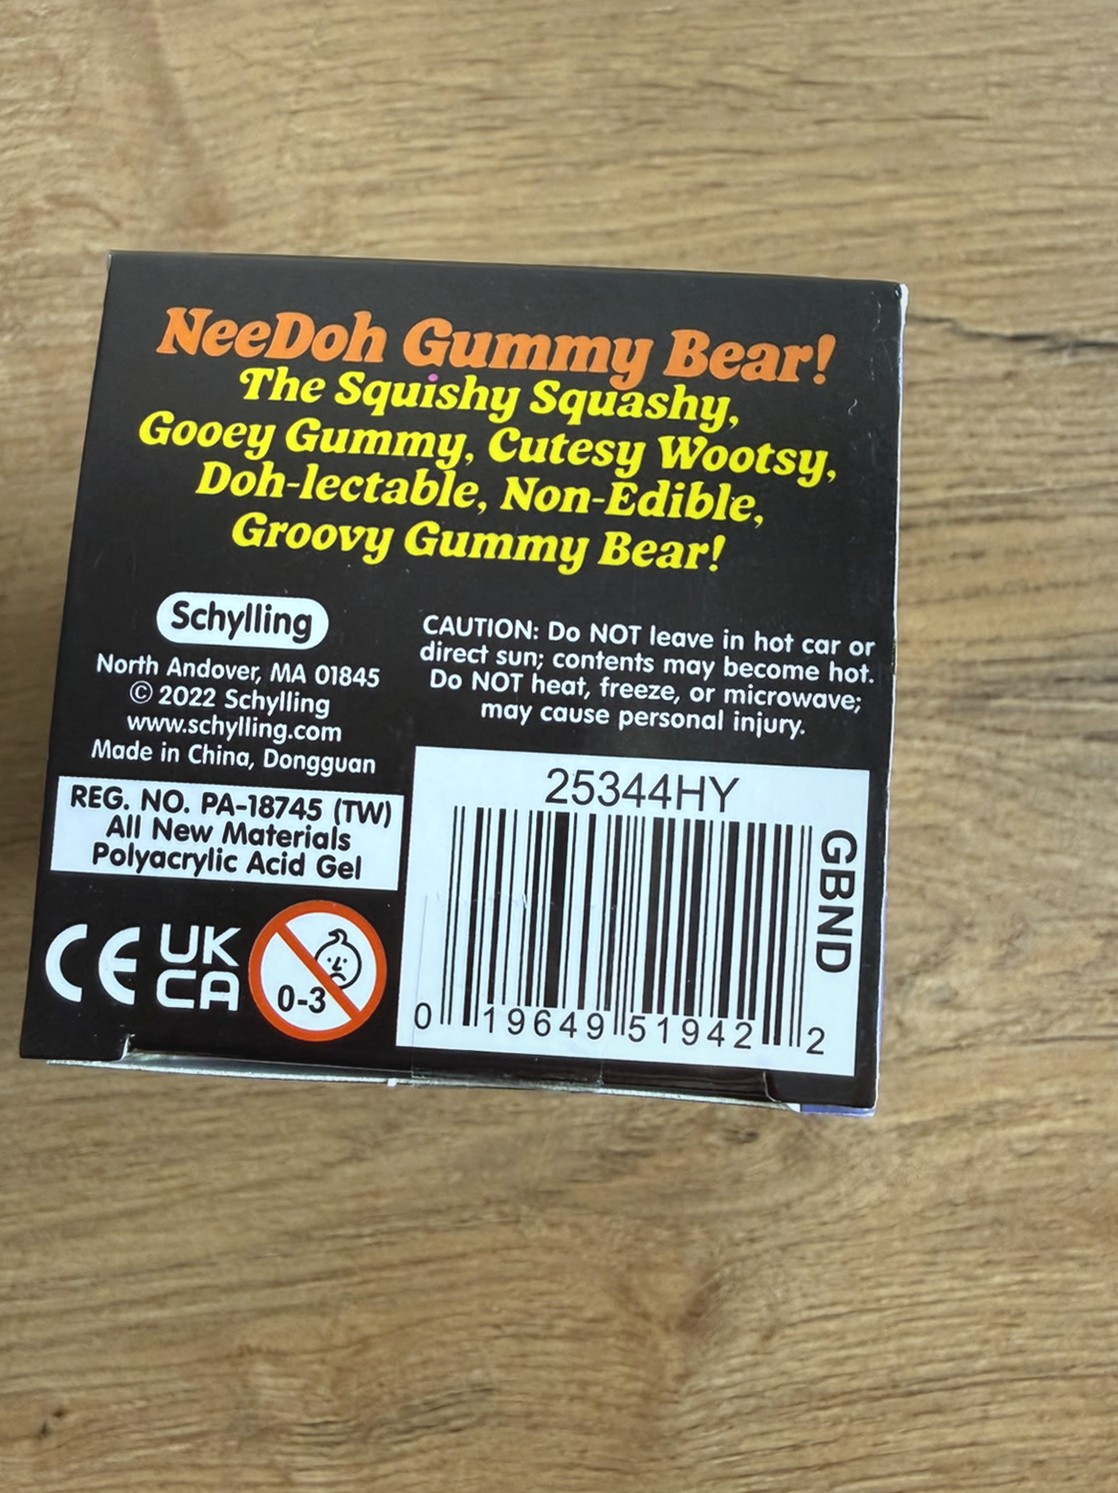 NeeDoh Gummy Bear!
The Squishy Squashy,
Gooey Gummy, Cutesy Wootsy,
Doh-lectable, Non-Edible,
Groovy Gummy Bear!
Schylling
North Andover, MA 01845
© 2022 Schylling
www.schylling.com
Made in China, Dongguan
REG. NO. PA-18745 (TW)
All New Materials
Polyacrylic Acid Gel
CE
UK
CA
0-3
CAUTION: Do NOT leave in hot car or
direct sun; contents may become hot.
Do NOT heat, freeze, or microwave;
may cause personal injury.
25344HY
GBND
0 19649 51942 2